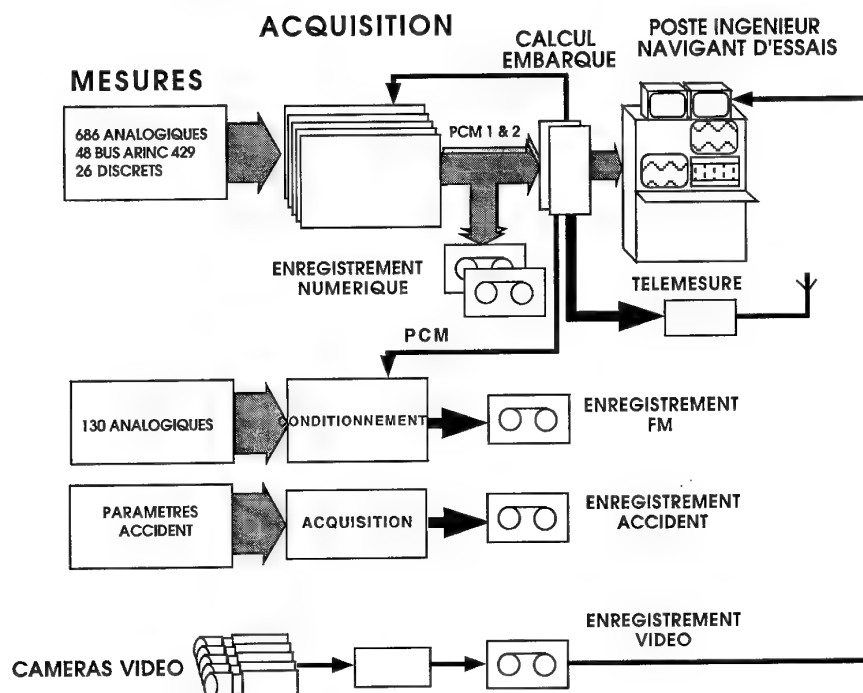 ACQUISITION
CALCUL
EMBARQUE
POSTE INGENIEUR
NAVIGANT D'ESSAIS
MESURES
686 ANALOGIQUES
48 BUS ARINC 429
26 DISCRETS
PCM 1 & 2
ENREGISTREMENT
NUMERIQUE
TELEMESURE
PCM
130 ANALOGIQUES
CONDITIONNEMENT
ENREGISTREMENT
FM
PARAMETRES
ACCIDENT
ACQUISITION
ENREGISTREMENT
ACCIDENT
ENREGISTREMENT
VIDEO
CAMERAS VIDEO